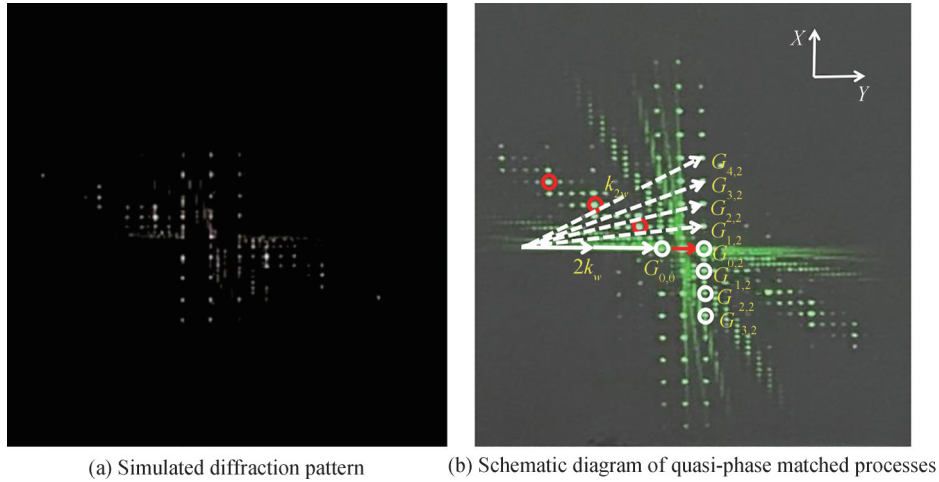 X
Y
G4,2
k2w
G3,2
G2,2
G1,2
2kw
G0,0
G0,2
G-1,2
G-2,2
G-3,2
(a) Simulated diffraction pattern
(b) Schematic diagram of quasi-phase matched processes